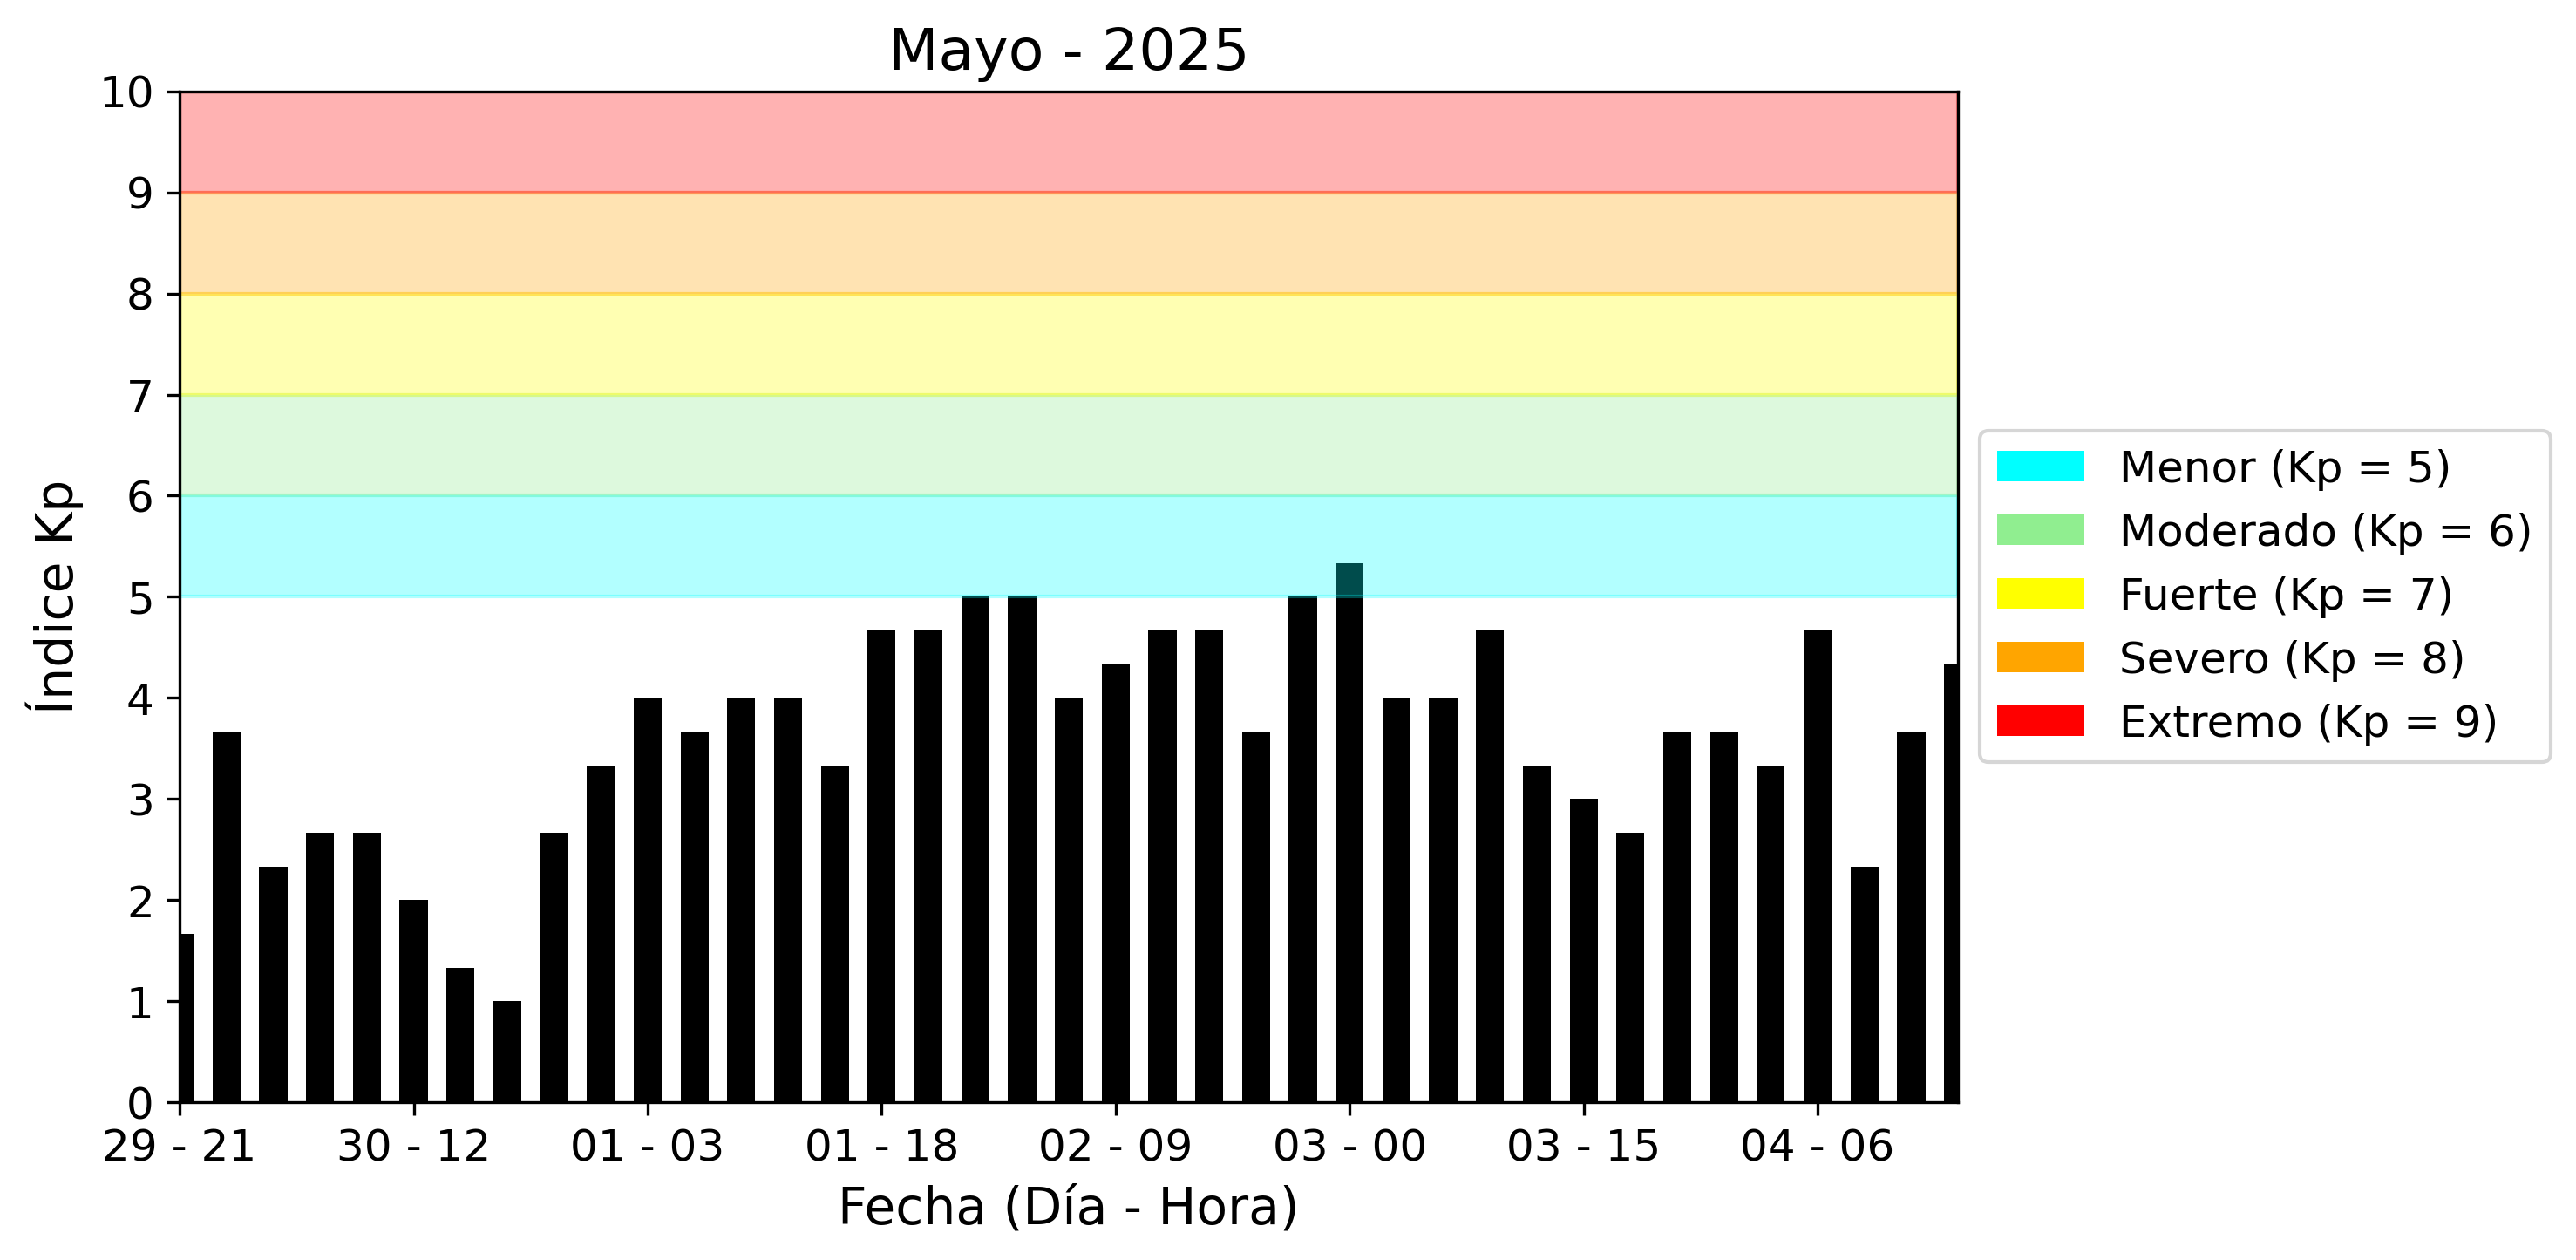 Mayo - 2025
Índice Kp
10
9
8
7
6
5
4
3
2
1
0
29 - 21
30 - 12
01 - 03
01 - 18
02 - 09
03 - 00
03 - 15
04 - 06
Fecha (Día - Hora)
Menor (Kp = 5)
Moderado (Kp = 6)
Fuerte (Kp = 7)
Severo (Kp = 8)
Extremo (Kp = 9)